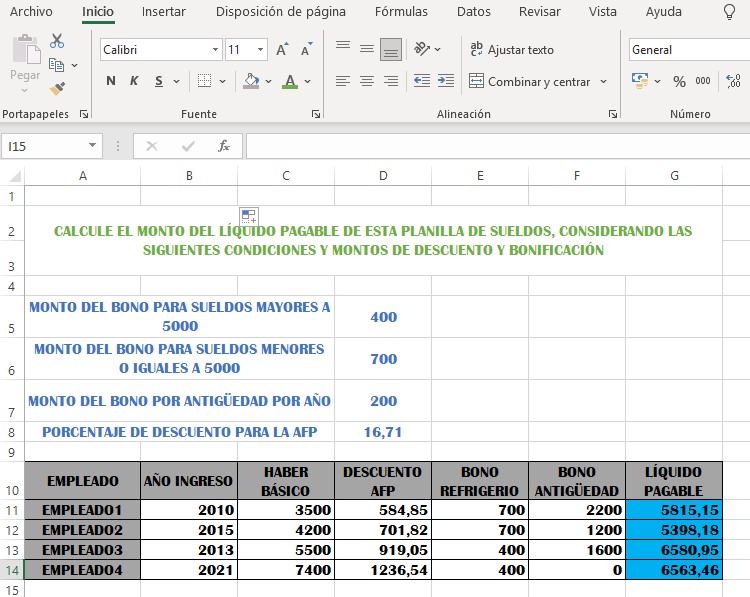 Archivo Inicio Insertar Disposición de página Fórmulas Datos Revisar Vista Ayuda
Pegar
Calibri 11 A A
N K S A
ab Ajustar texto
Combinar y centrar
General
% 000 ,00
Portapapeles Fuente Alineación Número
I15 fx
A B C D E F G
1
2 CALCULE EL MONTO DEL LÍQUIDO PAGABLE DE ESTA PLANILLA DE SUELDOS, CONSIDERANDO LAS
3 SIGUIENTES CONDICIONES Y MONTOS DE DESCUENTO Y BONIFICACIÓN
4
MONTO DEL BONO PARA SUELDOS MAYORES A
5 5000 400
MONTO DEL BONO PARA SUELDOS MENORES
6 O IGUALES A 5000 700
7 MONTO DEL BONO POR ANTIGÜEDAD POR AÑO 200
8 PORCENTAJE DE DESCUENTO PARA LA AFP 16,71
9
10 EMPLEADO AÑO INGRESO HABER BÁSICO DESCUENTO AFP BONO REFRIGERIO BONO ANTIGÜEDAD LÍQUIDO PAGABLE
11 EMPLEADO1 2010 3500 584,85 700 2200 5815,15
12 EMPLEADO2 2015 4200 701,82 700 1200 5398,18
13 EMPLEADO3 2013 5500 919,05 400 1600 6580,95
14 EMPLEADO4 2021 7400 1236,54 400 0 6563,46
15